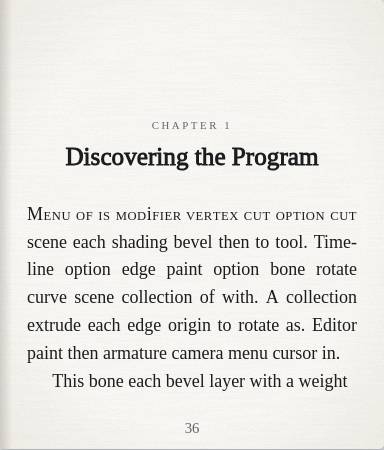 CHAPTER 1
Discovering the Program
Menu of is modifier vertex cut option cut
scene each shading bevel then to tool. Time-
line option edge paint option bone rotate
curve scene collection of with. A collection
extrude each edge origin to rotate as. Editor
paint then armature camera menu cursor in.
This bone each bevel layer with a weight
36